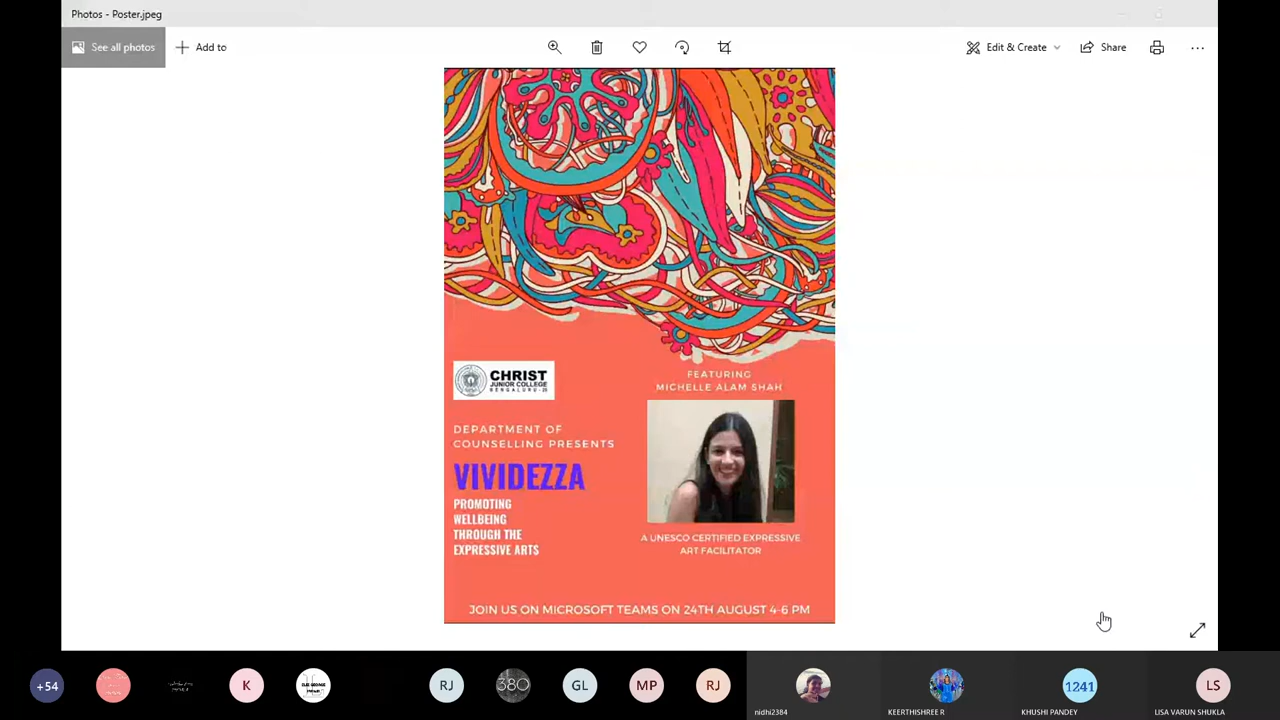 Photos - Poster.jpeg
See all photos
Add to
Edit & Create
Share
CHRIST
JUNIOR COLLEGE
BENGALURU - 29
DEPARTMENT OF
COUNSELLING PRESENTS
VIVIDEZZA
PROMOTING
WELLBEING
THROUGH THE
EXPRESSIVE ARTS
FEATURING
MICHELLE ALAM SHAH
A UNESCO CERTIFIED EXPRESSIVE
ART FACILITATOR
JOIN US ON MICROSOFT TEAMS ON 24TH AUGUST 4-6 PM
+54
K
RJ
380
GL
MP
RJ
1241
LS
nidhi2384
KEERTHISHREE R
KHUSHI PANDEY
LISA VARUN SHUKLA